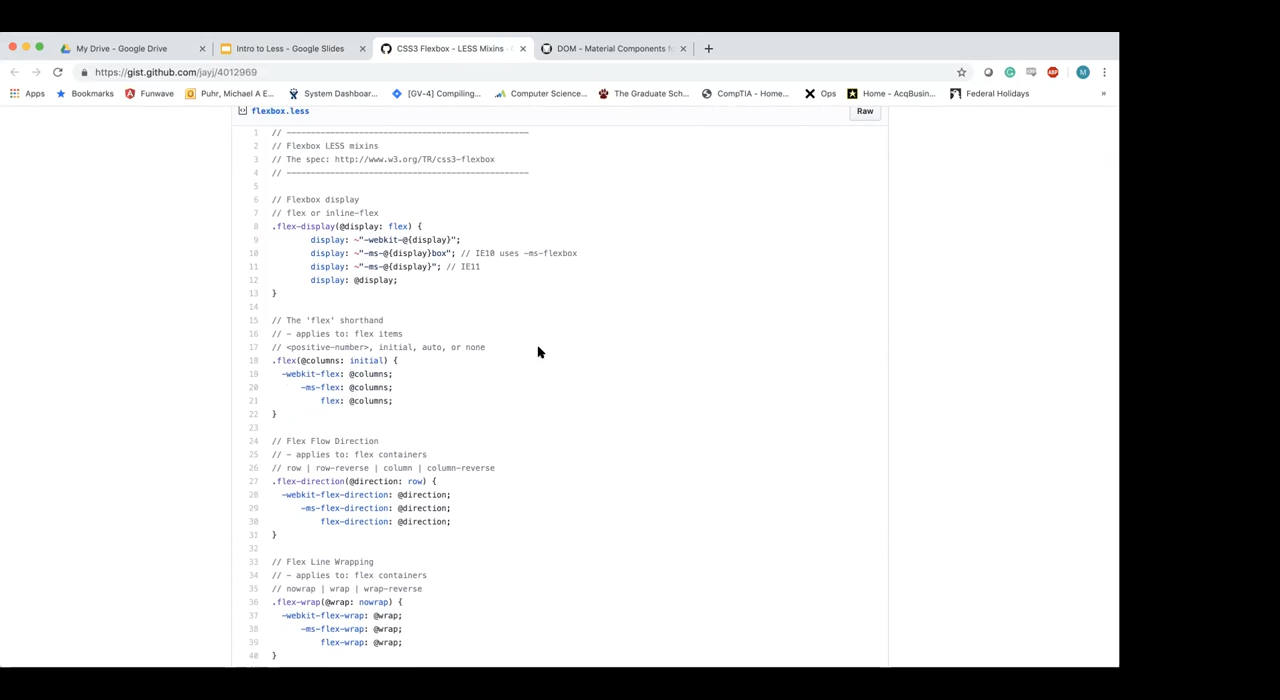 My Drive - Google Drive
Intro to Less - Google Slides
CSS3 Flexbox - LESS Mixins -
DOM - Material Components f
https://gist.github.com/jayj/4012969
ABP
M
Apps
Bookmarks
Funwave
Puhr, Michael A E...
System Dashboar...
[GV-4] Compiling...
Computer Science...
The Graduate Sch...
CompTIA - Home...
Ops
Home - AcqBusin...
Federal Holidays
»
flexbox.less
Raw
1 // --------------------------------------------------
2 // Flexbox LESS mixins
3 // The spec: http://www.w3.org/TR/css3-flexbox
4 // --------------------------------------------------
5
6 // Flexbox display
7 // flex or inline-flex
8 .flex-display(@display: flex) {
9 display: ~"-webkit-@{display}";
10 display: ~"-ms-@{display}box"; // IE10 uses -ms-flexbox
11 display: ~"-ms-@{display}"; // IE11
12 display: @display;
13 }
14
15 // The 'flex' shorthand
16 // - applies to: flex items
17 // <positive-number>, initial, auto, or none
18 .flex(@columns: initial) {
19 -webkit-flex: @columns;
20 -ms-flex: @columns;
21 flex: @columns;
22 }
23
24 // Flex Flow Direction
25 // - applies to: flex containers
26 // row | row-reverse | column | column-reverse
27 .flex-direction(@direction: row) {
28 -webkit-flex-direction: @direction;
29 -ms-flex-direction: @direction;
30 flex-direction: @direction;
31 }
32
33 // Flex Line Wrapping
34 // - applies to: flex containers
35 // nowrap | wrap | wrap-reverse
36 .flex-wrap(@wrap: nowrap) {
37 -webkit-flex-wrap: @wrap;
38 -ms-flex-wrap: @wrap;
39 flex-wrap: @wrap;
40 }